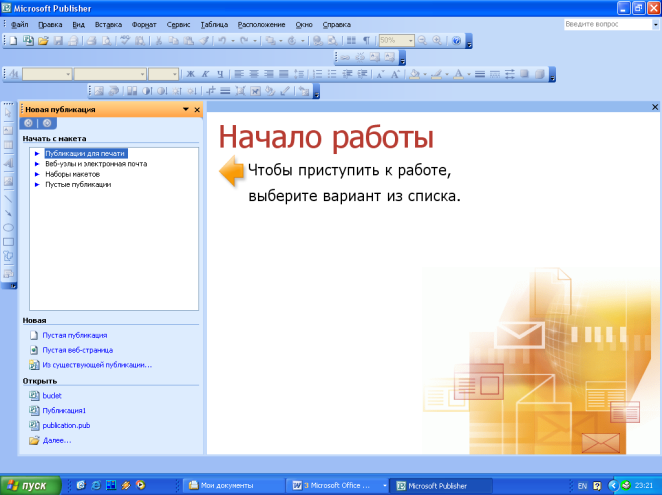 Microsoft Publisher
Файл Правка Вид Вставка Формат Сервис Таблица Расположение Окно Справка
Введите вопрос
50%
Ж К Ч
Новая публикация
Начать с макета
Публикации для печати
Веб-узлы и электронная почта
Наборы макетов
Пустые публикации
Новая
Пустая публикация
Пустая веб-страница
Из существующей публикации...
Открыть
buclet
Публикация1
publication.pub
Далее...
Начало работы
Чтобы приступить к работе,
выберите вариант из списка.
пуск
Мои документы
3 Microsoft Office ...
Microsoft Publisher
EN
23:21